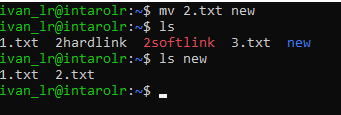 ivan_lr@intarolr:~$ mv 2.txt new
ivan_lr@intarolr:~$ ls
1.txt  2hardlink  2softlink  3.txt  new
ivan_lr@intarolr:~$ ls new
1.txt  2.txt
ivan_lr@intarolr:~$